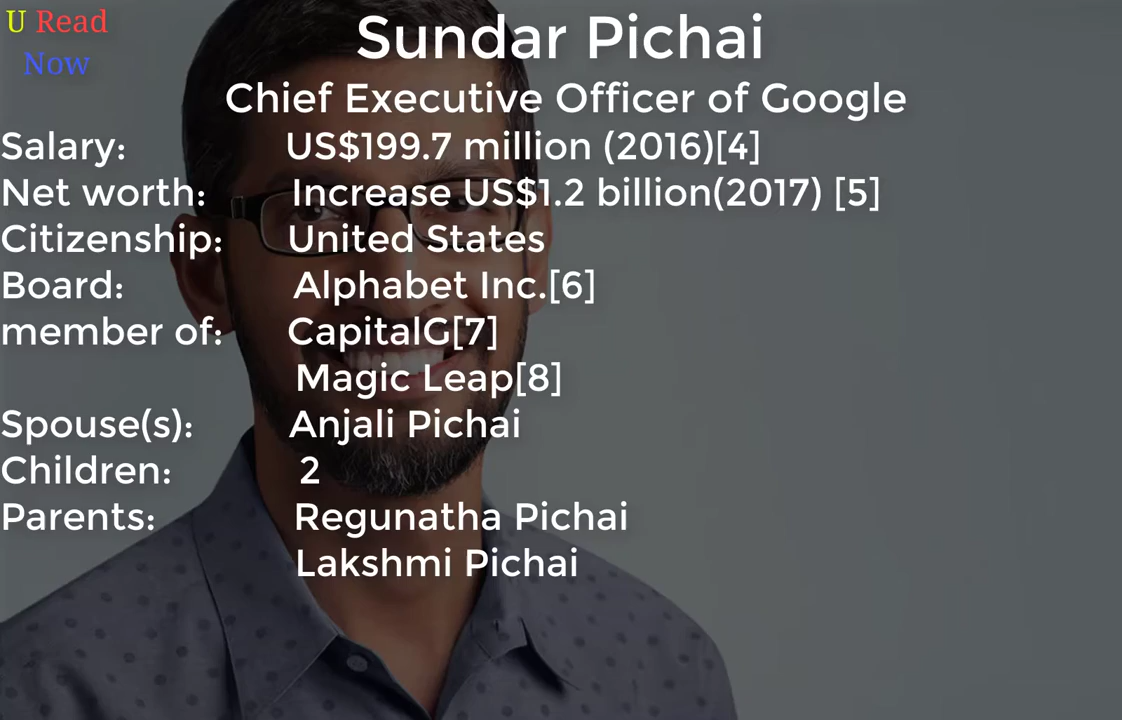 U Read
Now
Sundar Pichai
Chief Executive Officer of Google
Salary: US$199.7 million (2016)[4]
Net worth: Increase US$1.2 billion(2017) [5]
Citizenship: United States
Board: Alphabet Inc.[6]
member of: CapitalG[7]
Magic Leap[8]
Spouse(s): Anjali Pichai
Children: 2
Parents: Regunatha Pichai
Lakshmi Pichai